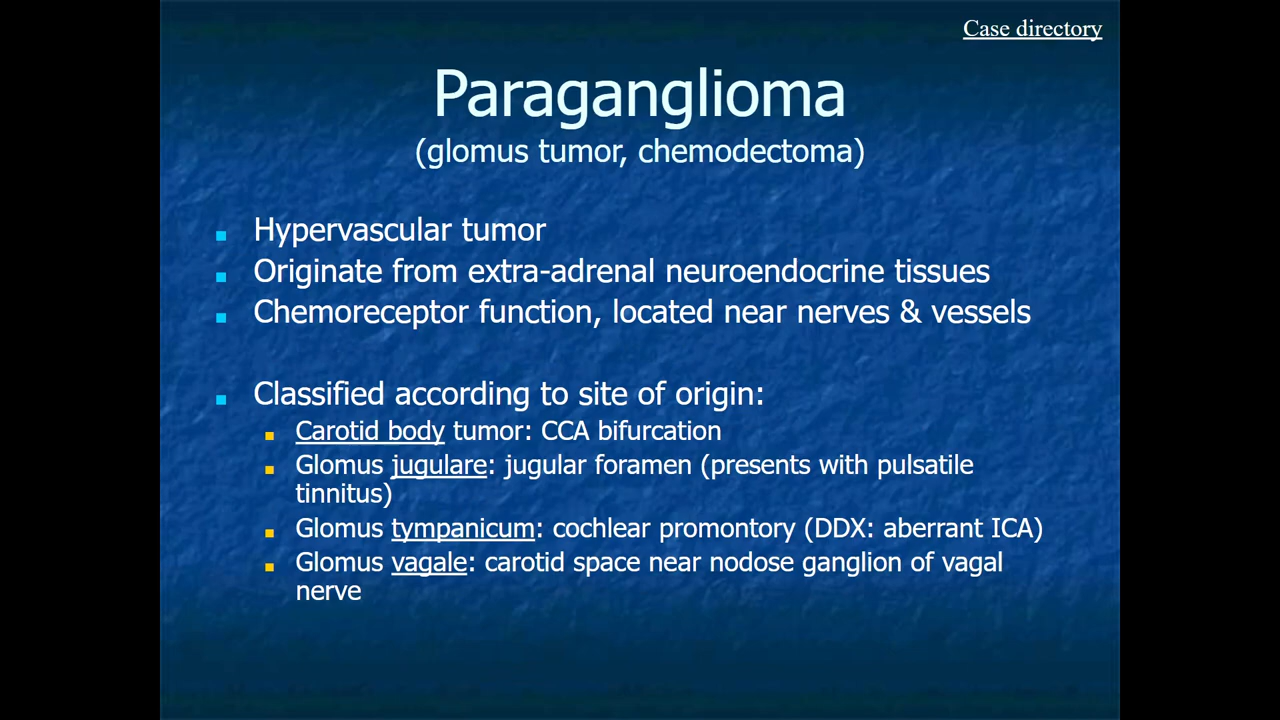 Case directory
Paraganglioma
(glomus tumor, chemodectoma)
Hypervascular tumor
Originate from extra-adrenal neuroendocrine tissues
Chemoreceptor function, located near nerves & vessels
Classified according to site of origin:
Carotid body tumor: CCA bifurcation
Glomus jugulare: jugular foramen (presents with pulsatile
tinnitus)
Glomus tympanicum: cochlear promontory (DDX: aberrant ICA)
Glomus vagale: carotid space near nodose ganglion of vagal
nerve